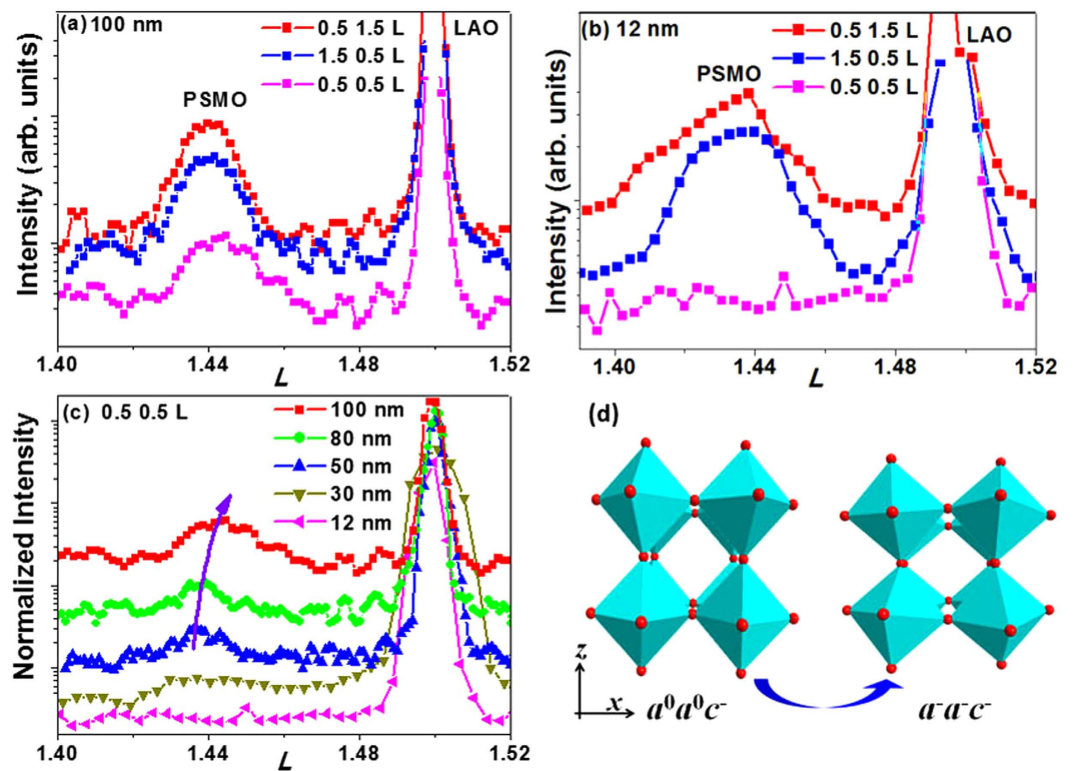 (a) 100 nm
0.5 1.5 L
1.5 0.5 L
0.5 0.5 L
LAO
PSMO
Intensity (arb. units)
1.40 1.44 1.48 1.52
L
(b) 12 nm
0.5 1.5 L
1.5 0.5 L
0.5 0.5 L
LAO
PSMO
Intensity (arb. units)
1.40 1.44 1.48 1.52
L
(c) 0.5 0.5 L
100 nm
80 nm
50 nm
30 nm
12 nm
Normalized Intensity
1.40 1.44 1.48 1.52
L
(d)
z
x
a⁰a⁰c⁻
a⁻a⁻c⁻